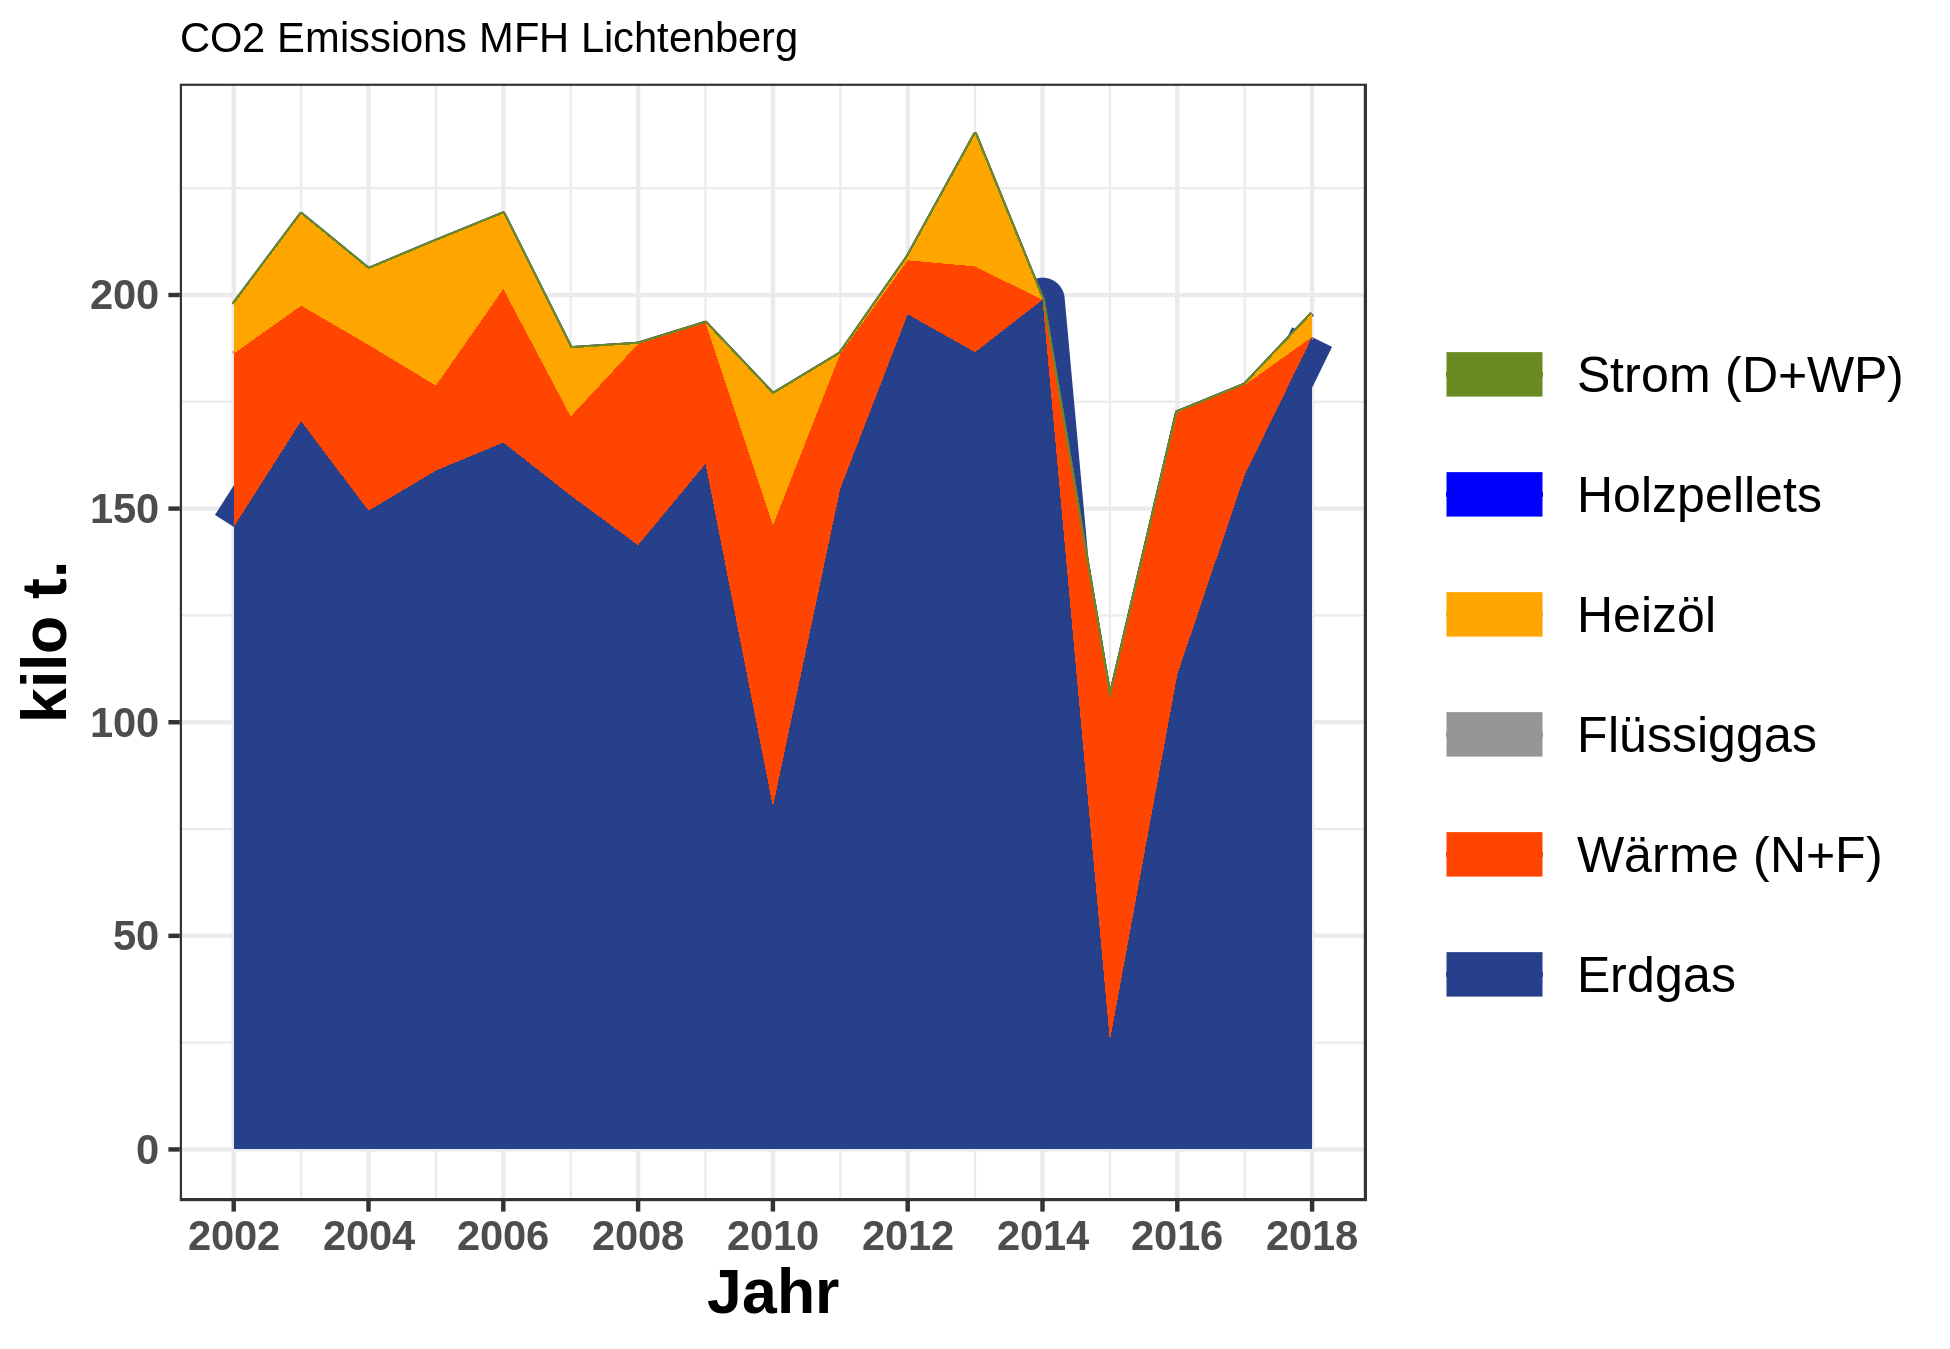 CO2 Emissions MFH Lichtenberg
kilo t.
200
150
100
50
0
2002 2004 2006 2008 2010 2012 2014 2016 2018
Jahr
Strom (D+WP)
Holzpellets
Heizöl
Flüssiggas
Wärme (N+F)
Erdgas